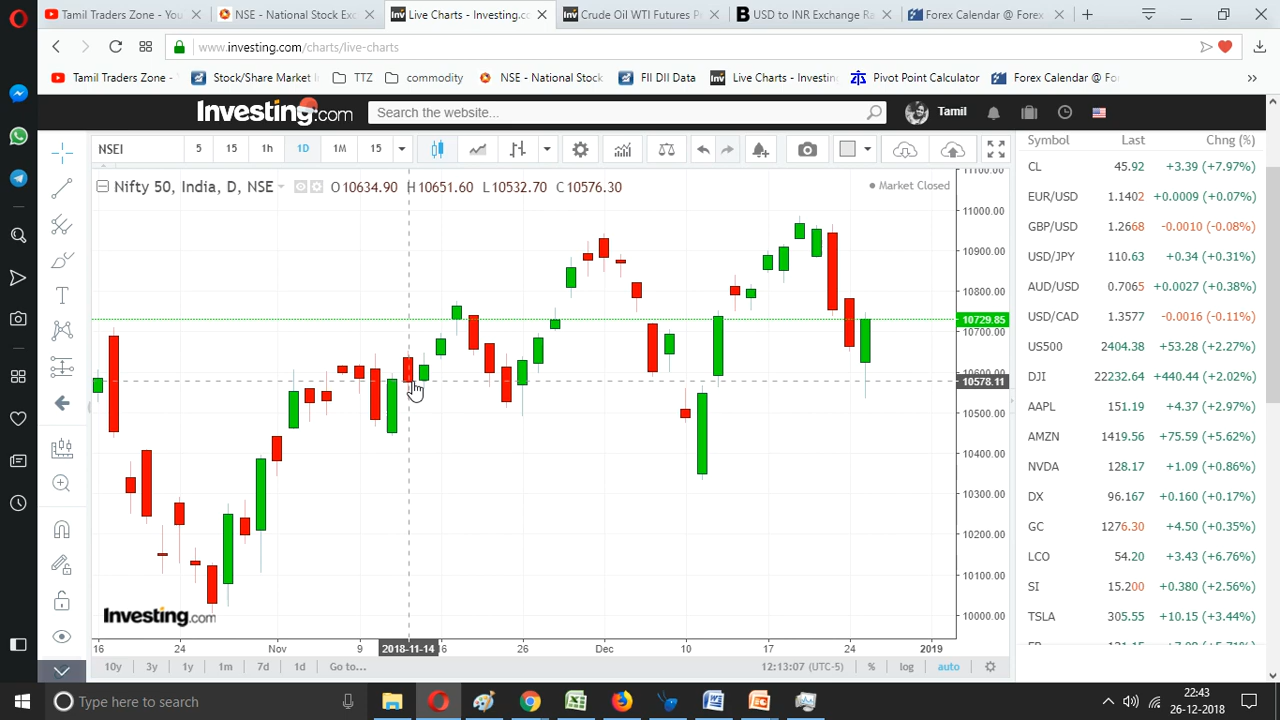 Tamil Traders Zone - You
NSE - National Stock Exc
Live Charts - Investing.co
Crude Oil WTI Futures P
USD to INR Exchange Ra
Forex Calendar @ Forex
www.investing.com/charts/live-charts
Tamil Traders Zone -
Stock/Share Market
TTZ
commodity
NSE - National Stock
FII DII Data
Live Charts - Investin
Pivot Point Calculator
Forex Calendar @ Fo
Investing.com
Search the website...
Tamil
NSEI
5
15
1h
1D
1M
15
Symbol
Last
Chng (%)
Nifty 50, India, D, NSE
O10634.90 H10651.60 L10532.70 C10576.30
Market Closed
11000.00
10900.00
10800.00
10729.85
10700.00
10578.11
10500.00
10400.00
10300.00
10200.00
10100.00
10000.00
CL 45.92 +3.39 (+7.97%)
EUR/USD 1.1402 +0.0009 (+0.07%)
GBP/USD 1.2668 -0.0010 (-0.08%)
USD/JPY 110.63 +0.34 (+0.31%)
AUD/USD 0.7065 +0.0027 (+0.38%)
USD/CAD 1.3577 -0.0016 (-0.11%)
US500 2404.38 +53.28 (+2.27%)
DJI 22232.64 +440.44 (+2.02%)
AAPL 151.19 +4.37 (+2.97%)
AMZN 1419.56 +75.59 (+5.62%)
NVDA 128.17 +1.09 (+0.86%)
DX 96.167 +0.160 (+0.17%)
GC 1276.30 +4.50 (+0.35%)
LCO 54.20 +3.43 (+6.76%)
SI 15.200 +0.380 (+2.56%)
TSLA 305.55 +10.15 (+3.44%)
Investing.com
16
24
Nov
9
2018-11-14
16
26
Dec
10
17
24
2019
10y
3y
1y
1m
7d
1d
Go to...
12:13:07 (UTC-5)
%
log
auto
Type here to search
22:43
26-12-2018